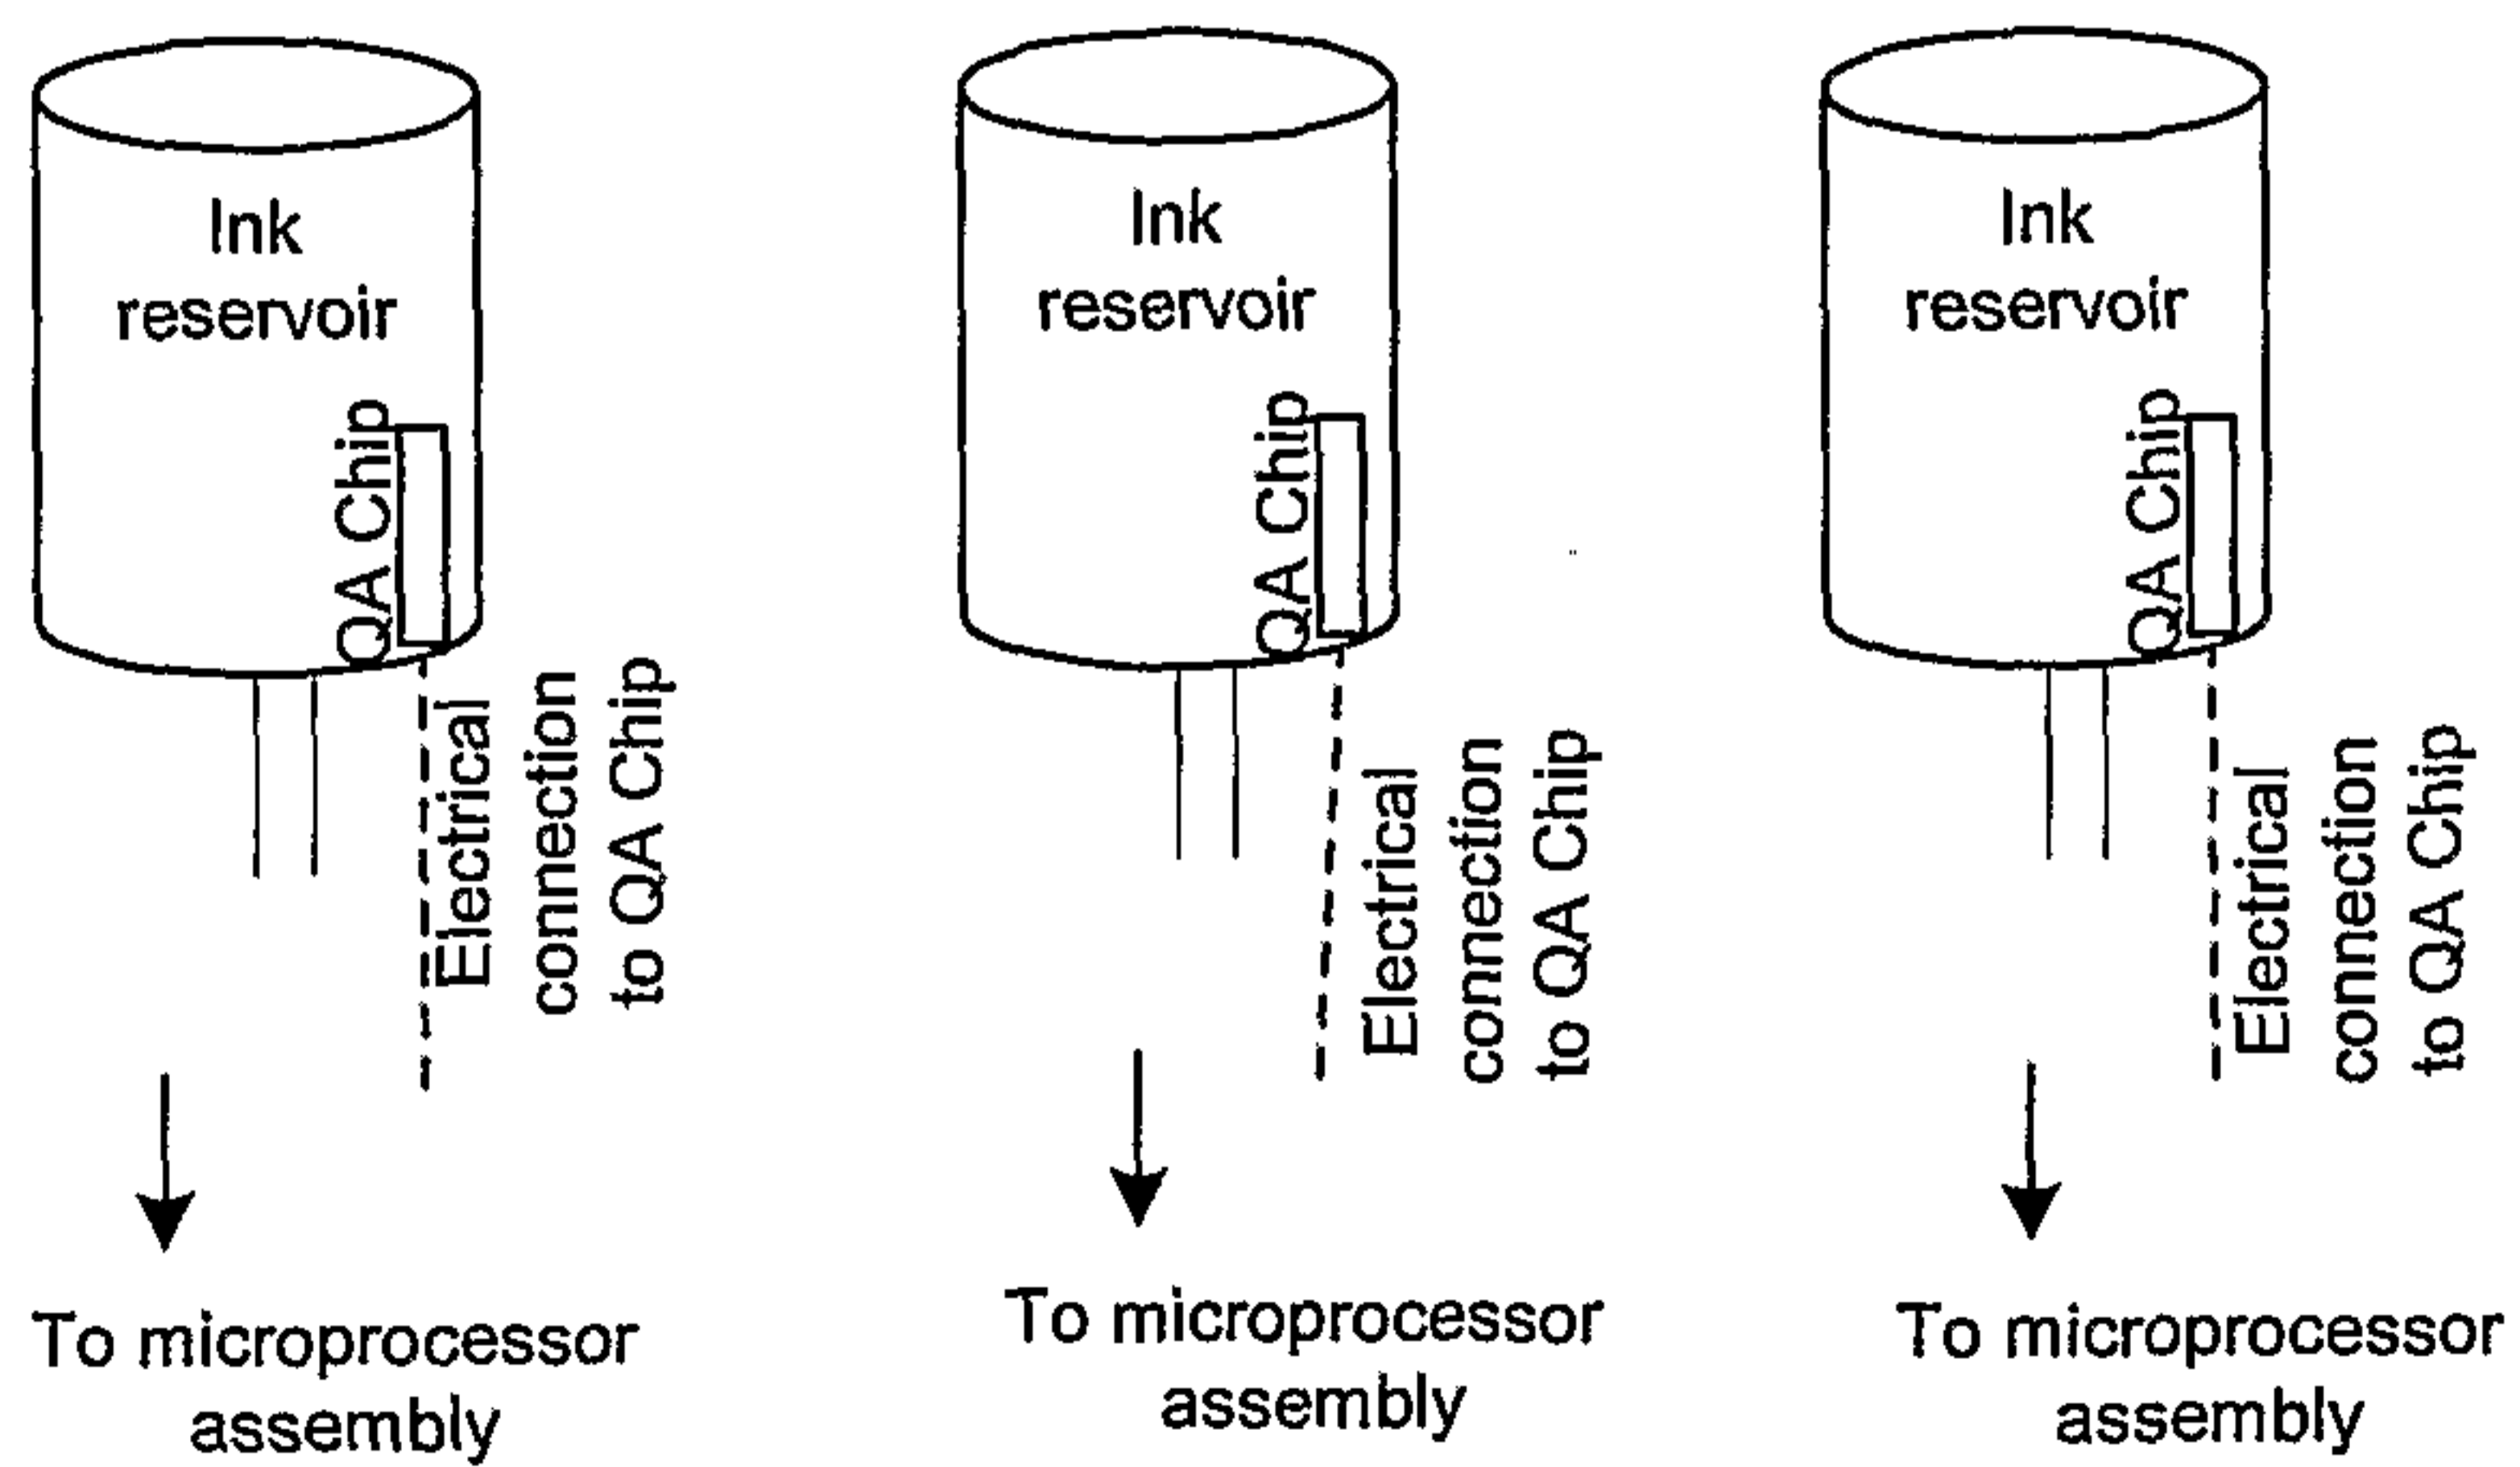 Ink
reservoir
QA Chip
Electrical
connection
to QA Chip
To microprocessor
assembly
Ink
reservoir
QA Chip
Electrical
connection
to QA Chip
To microprocessor
assembly
Ink
reservoir
QA Chip
Electrical
connection
to QA Chip
To microprocessor
assembly